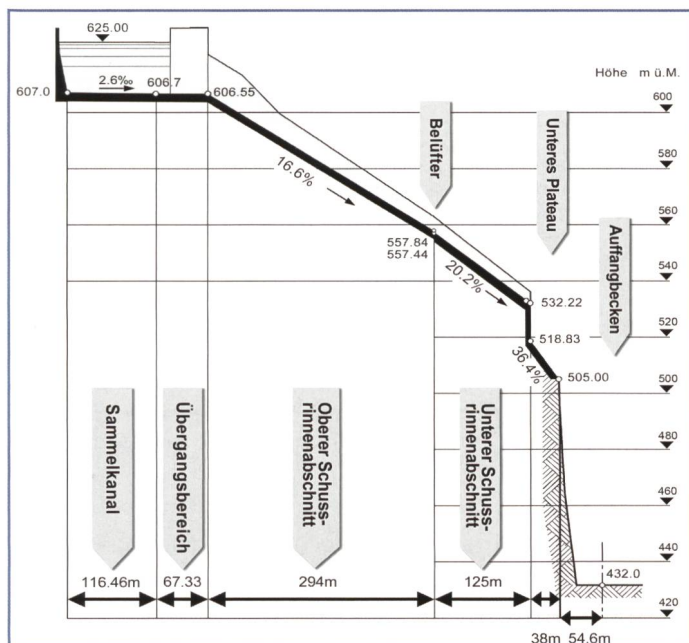 625.00
607.0
2.6‰
606.7
606.55
Höhe m ü.M.
600
580
560
540
520
500
480
460
440
420
16.6%
Belüfter
Unteres Plateau
Auffangbecken
557.84
557.44
20.2%
532.22
518.83
36.4%
505.00
Sammelkanal
Übergangsbereich
Oberer Schuss-
rinnenabschnitt
Unterer Schuss-
rinnenabschnitt
432.0
116.46m
67.33
294m
125m
38m
54.6m